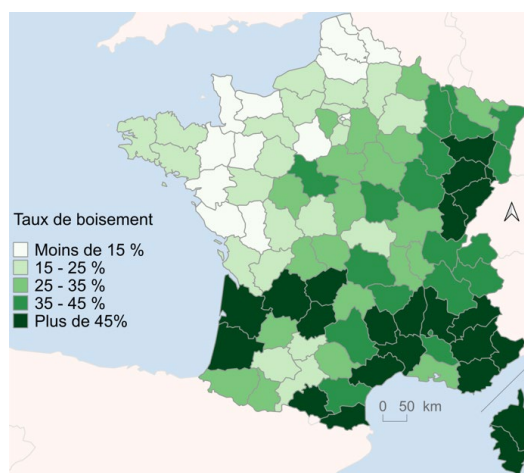 Taux de boisement
Moins de 15 %
15 - 25 %
25 - 35 %
35 - 45 %
Plus de 45%
0 50 km